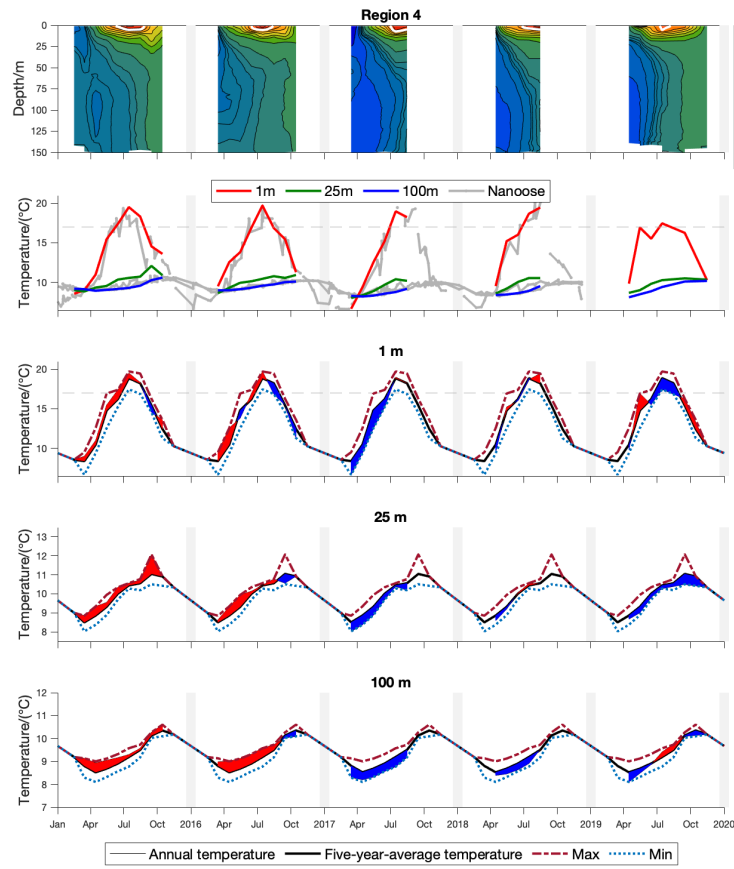 Region 4
0
25
50
75
100
125
150
Depth/m
1m 25m 100m Nanoose
20
15
10
Temperature/(°C)
1 m
20
15
10
Temperature/(°C)
25 m
13
12
11
10
9
8
Temperature/(°C)
100 m
12
11
10
9
8
7
Temperature/(°C)
Jan Apr Jul Oct 2016 Apr Jul Oct 2017 Apr Jul Oct 2018 Apr Jul Oct 2019 Apr Jul Oct 2020
Annual temperature Five-year-average temperature Max Min